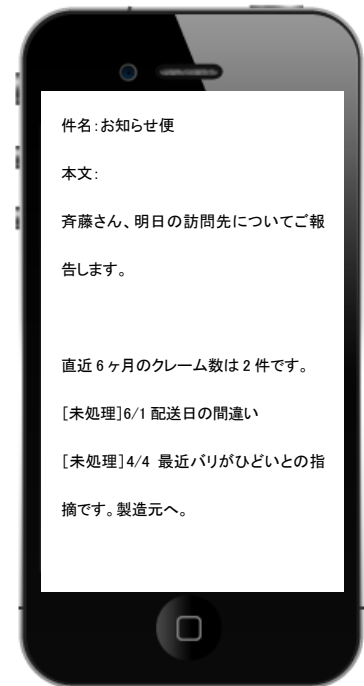 件名：お知らせ便
本文：
斉藤さん、明日の訪問先についてご報
告します。
直近6ヶ月のクレーム数は2件です。
[未処理]6/1配送日の間違い
[未処理]4/4 最近バリがひどいとの指
摘です。製造元へ。